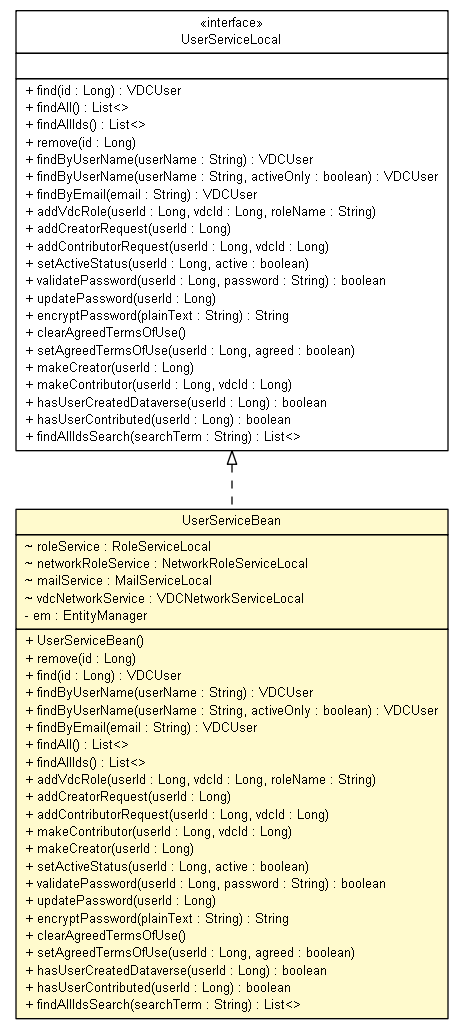 «interface»
UserServiceLocal
+ find(id : Long) : VDCUser
+ findAll() : List<>
+ findAllIds() : List<>
+ remove(id : Long)
+ findByUserName(userName : String) : VDCUser
+ findByUserName(userName : String, activeOnly : boolean) : VDCUser
+ findByEmail(email : String) : VDCUser
+ addVdcRole(userId : Long, vdcId : Long, roleName : String)
+ addCreatorRequest(userId : Long)
+ addContributorRequest(userId : Long, vdcId : Long)
+ setActiveStatus(userId : Long, active : boolean)
+ validatePassword(userId : Long, password : String) : boolean
+ updatePassword(userId : Long)
+ encryptPassword(plainText : String) : String
+ clearAgreedTermsOfUse()
+ setAgreedTermsOfUse(userId : Long, agreed : boolean)
+ makeCreator(userId : Long)
+ makeContributor(userId : Long, vdcId : Long)
+ hasUserCreatedDataverse(userId : Long) : boolean
+ hasUserContributed(userId : Long) : boolean
+ findAllIdsSearch(searchTerm : String) : List<>
UserServiceBean
~ roleService : RoleServiceLocal
~ networkRoleService : NetworkRoleServiceLocal
~ mailService : MailServiceLocal
~ vdcNetworkService : VDCNetworkServiceLocal
- em : EntityManager
+ UserServiceBean()
+ remove(id : Long)
+ find(id : Long) : VDCUser
+ findByUserName(userName : String) : VDCUser
+ findByUserName(userName : String, activeOnly : boolean) : VDCUser
+ findByEmail(email : String) : VDCUser
+ findAll() : List<>
+ findAllIds() : List<>
+ addVdcRole(userId : Long, vdcId : Long, roleName : String)
+ addCreatorRequest(userId : Long)
+ addContributorRequest(userId : Long, vdcId : Long)
+ makeContributor(userId : Long, vdcId : Long)
+ makeCreator(userId : Long)
+ setActiveStatus(userId : Long, active : boolean)
+ validatePassword(userId : Long, password : String) : boolean
+ updatePassword(userId : Long)
+ encryptPassword(plainText : String) : String
+ clearAgreedTermsOfUse()
+ setAgreedTermsOfUse(userId : Long, agreed : boolean)
+ hasUserCreatedDataverse(userId : Long) : boolean
+ hasUserContributed(userId : Long) : boolean
+ findAllIdsSearch(searchTerm : String) : List<>